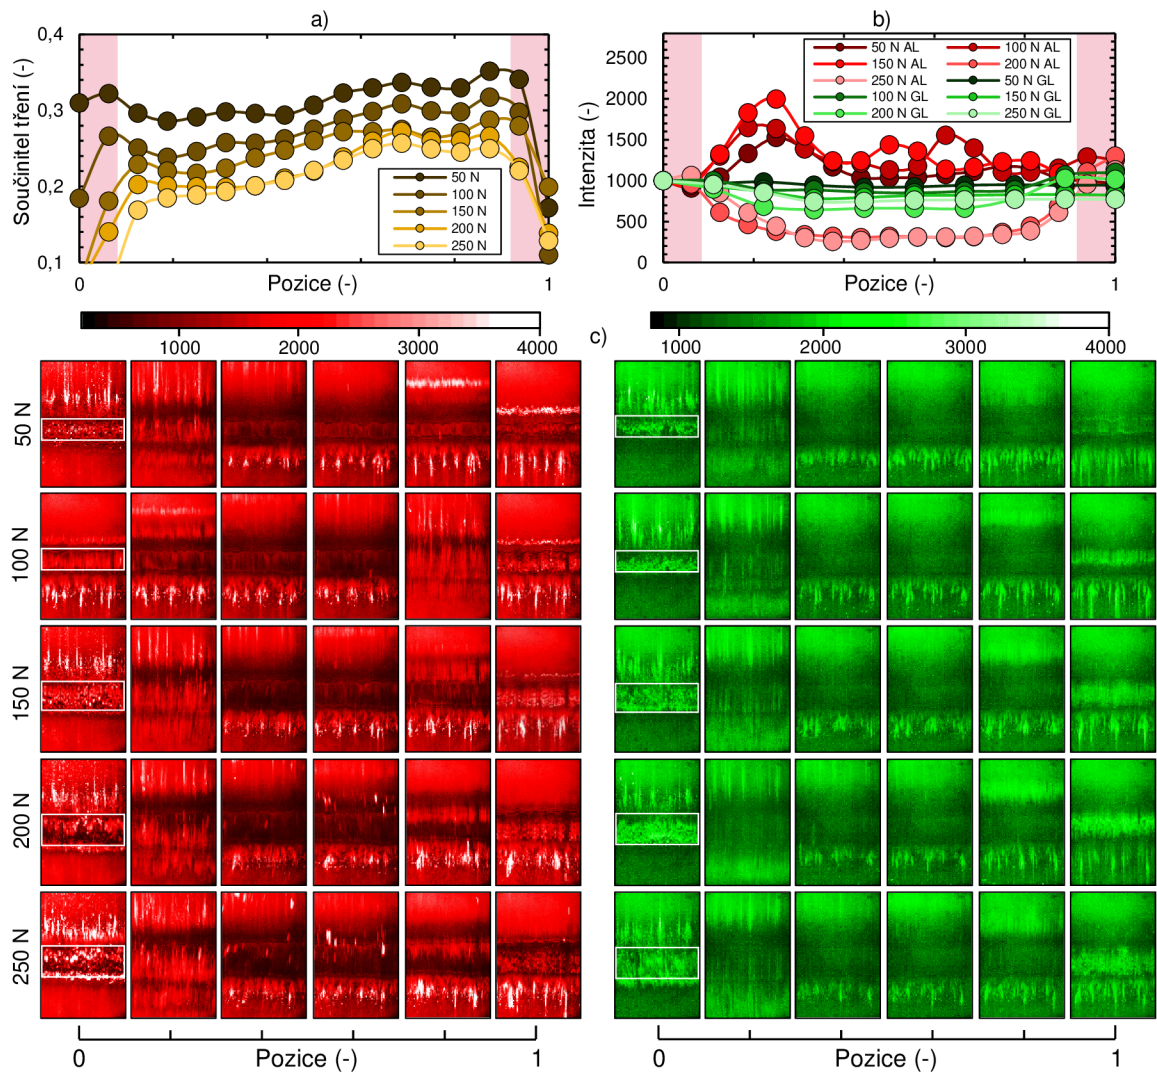 a)
b)
0,4
0,3
0,2
0,1
Součinitel tření (-)
50 N
100 N
150 N
200 N
250 N
0
Pozice (-)
1
2500
2000
1500
1000
500
0
Intenzita (-)
50 N AL
100 N AL
150 N AL
200 N AL
250 N AL
50 N GL
100 N GL
150 N GL
200 N GL
250 N GL
0
Pozice (-)
1
c)
1000
2000
3000
4000
1000
2000
3000
4000
50 N
100 N
150 N
200 N
250 N
0
Pozice (-)
1
0
Pozice (-)
1